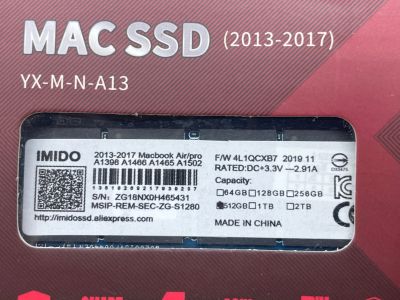 MAC SSD (2013-2017)
YX-M-N-A13
IMIDO
2013-2017 Macbook Air/pro
A1398 A1466 A1465 A1502
S/N: ZG18NX0H465431
MSIP-REM-SEC-ZG-S1280
http://imidossd.aliexpress.com
F/W 4L1QCXB7 2019 11
RATED:DC+3.3V —2.91A
Capacity:
64GB 128GB 256GB
512GB 1TB 2TB
MADE IN CHINA